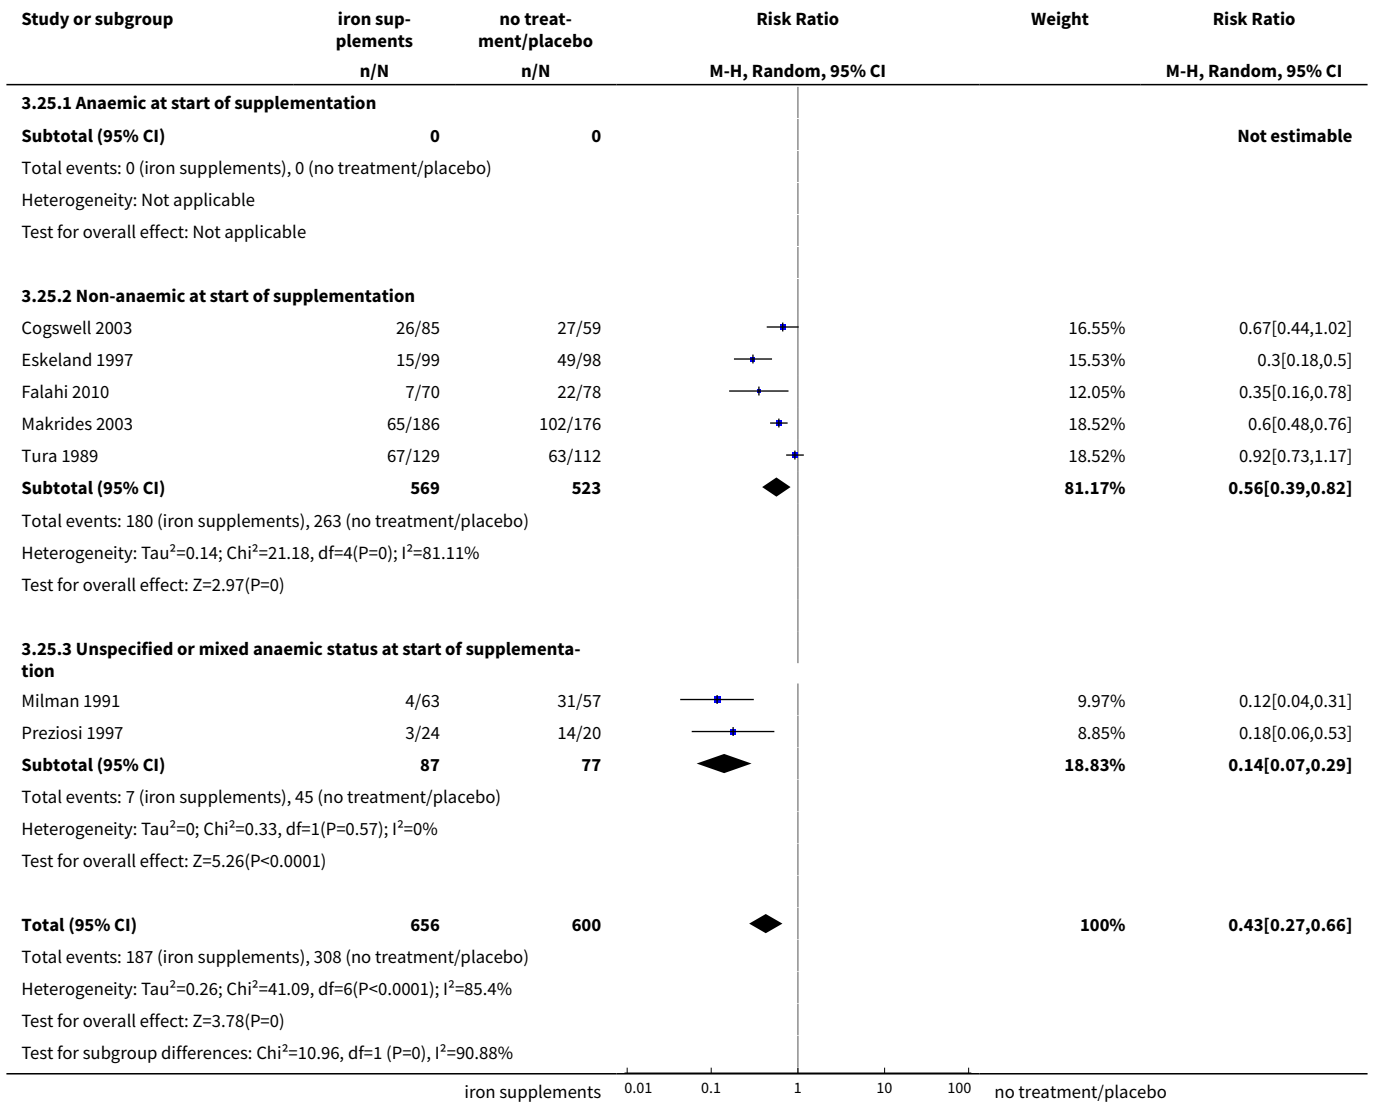 Study or subgroup iron sup- no treat- Risk Ratio Weight Risk Ratio
plements ment/placebo
n/N n/N M-H, Random, 95% CI M-H, Random, 95% CI
3.25.1 Anaemic at start of supplementation
Subtotal (95% CI) 0 0 Not estimable
Total events: 0 (iron supplements), 0 (no treatment/placebo)
Heterogeneity: Not applicable
Test for overall effect: Not applicable
3.25.2 Non-anaemic at start of supplementation
Cogswell 2003 26/85 27/59 16.55% 0.67[0.44,1.02]
Eskeland 1997 15/99 49/98 15.53% 0.3[0.18,0.5]
Falahi 2010 7/70 22/78 12.05% 0.35[0.16,0.78]
Makrides 2003 65/186 102/176 18.52% 0.6[0.48,0.76]
Tura 1989 67/129 63/112 18.52% 0.92[0.73,1.17]
Subtotal (95% CI) 569 523 81.17% 0.56[0.39,0.82]
Total events: 180 (iron supplements), 263 (no treatment/placebo)
Heterogeneity: Tau²=0.14; Chi²=21.18, df=4(P=0); I²=81.11%
Test for overall effect: Z=2.97(P=0)
3.25.3 Unspecified or mixed anaemic status at start of supplementa-
tion
Milman 1991 4/63 31/57 9.97% 0.12[0.04,0.31]
Preziosi 1997 3/24 14/20 8.85% 0.18[0.06,0.53]
Subtotal (95% CI) 87 77 18.83% 0.14[0.07,0.29]
Total events: 7 (iron supplements), 45 (no treatment/placebo)
Heterogeneity: Tau²=0; Chi²=0.33, df=1(P=0.57); I²=0%
Test for overall effect: Z=5.26(P<0.0001)
Total (95% CI) 656 600 100% 0.43[0.27,0.66]
Total events: 187 (iron supplements), 308 (no treatment/placebo)
Heterogeneity: Tau²=0.26; Chi²=41.09, df=6(P<0.0001); I²=85.4%
Test for overall effect: Z=3.78(P=0)
Test for subgroup differences: Chi²=10.96, df=1 (P=0), I²=90.88%
iron supplements 0.01 0.1 1 10 100 no treatment/placebo